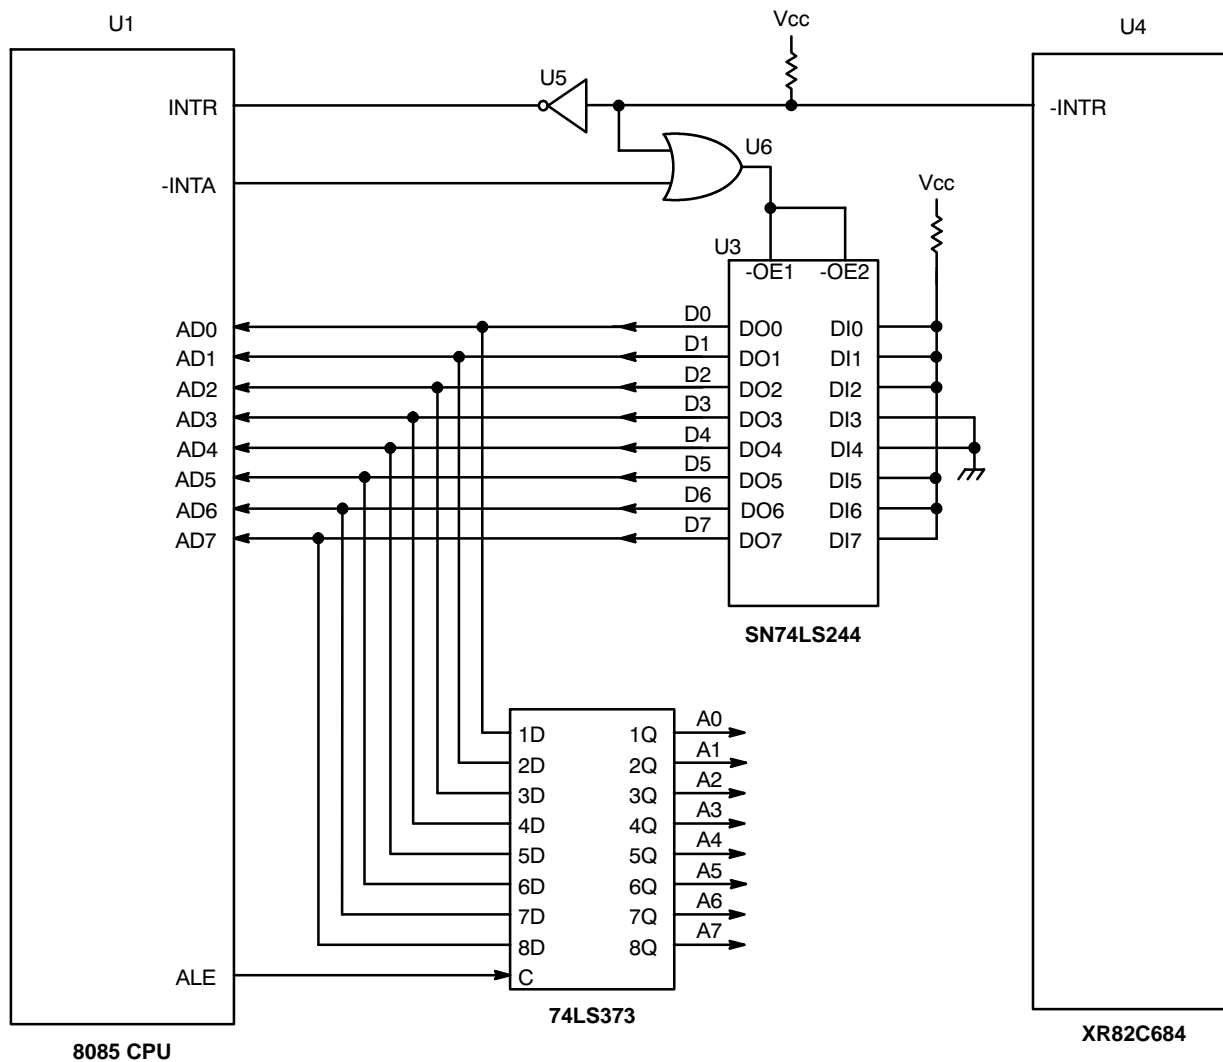 U1
Vcc
U4
U5
INTR
-INTR
U6
-INTA
Vcc
U3
-OE1 -OE2
AD0 D0 DO0 DI0
AD1 D1 DO1 DI1
AD2 D2 DO2 DI2
AD3 D3 DO3 DI3
AD4 D4 DO4 DI4
AD5 D5 DO5 DI5
AD6 D6 DO6 DI6
AD7 D7 DO7 DI7
SN74LS244
1D 1Q A0
2D 2Q A1
3D 3Q A2
4D 4Q A3
5D 5Q A4
6D 6Q A5
7D 7Q A6
8D 8Q A7
ALE C
74LS373
XR82C684
8085 CPU